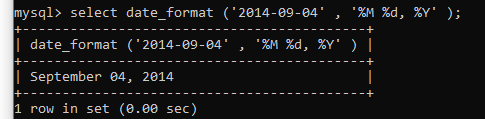 mysql> select date_format ('2014-09-04' , '%M %d, %Y' );
+------------------------------------------+
| date_format ('2014-09-04' , '%M %d, %Y' ) |
+------------------------------------------+
| September 04, 2014                        |
+------------------------------------------+
1 row in set (0.00 sec)